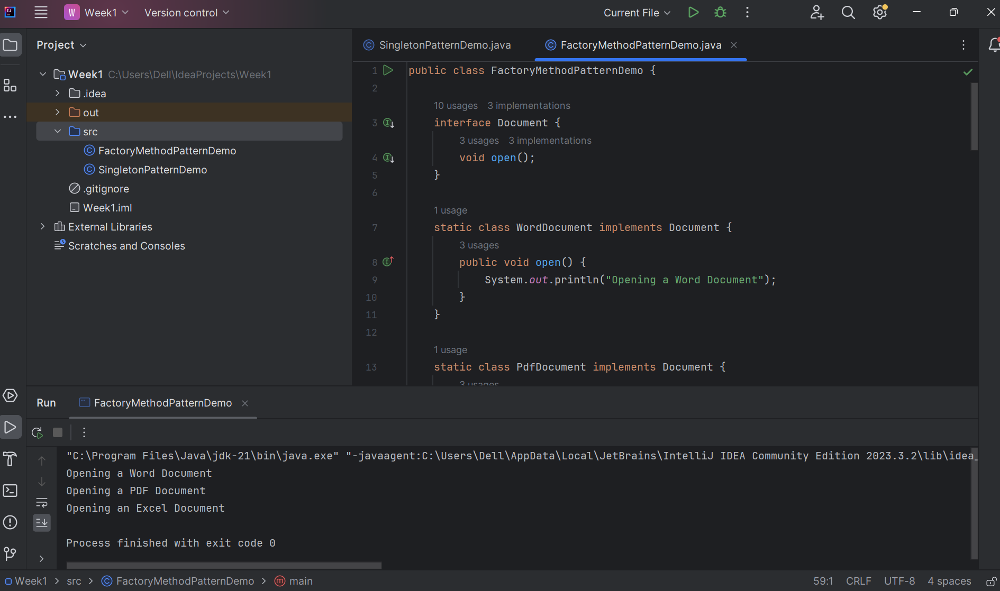 W Week1 Version control Current File
Project
Week1 C:\Users\Dell\IdeaProjects\Week1
.idea
out
src
FactoryMethodPatternDemo
SingletonPatternDemo
.gitignore
Week1.iml
External Libraries
Scratches and Consoles
SingletonPatternDemo.java FactoryMethodPatternDemo.java
1 public class FactoryMethodPatternDemo {
2
10 usages 3 implementations
3 interface Document {
3 usages 3 implementations
4 void open();
5 }
6
1 usage
7 static class WordDocument implements Document {
3 usages
8 public void open() {
9 System.out.println("Opening a Word Document");
10 }
11 }
12
1 usage
13 static class PdfDocument implements Document {
3 usages
Run FactoryMethodPatternDemo
"C:\Program Files\Java\jdk-21\bin\java.exe" "-javaagent:C:\Users\Dell\AppData\Local\JetBrains\IntelliJ IDEA Community Edition 2023.3.2\lib\idea_
Opening a Word Document
Opening a PDF Document
Opening an Excel Document
Process finished with exit code 0
Week1 > src > FactoryMethodPatternDemo > main 59:1 CRLF UTF-8 4 spaces